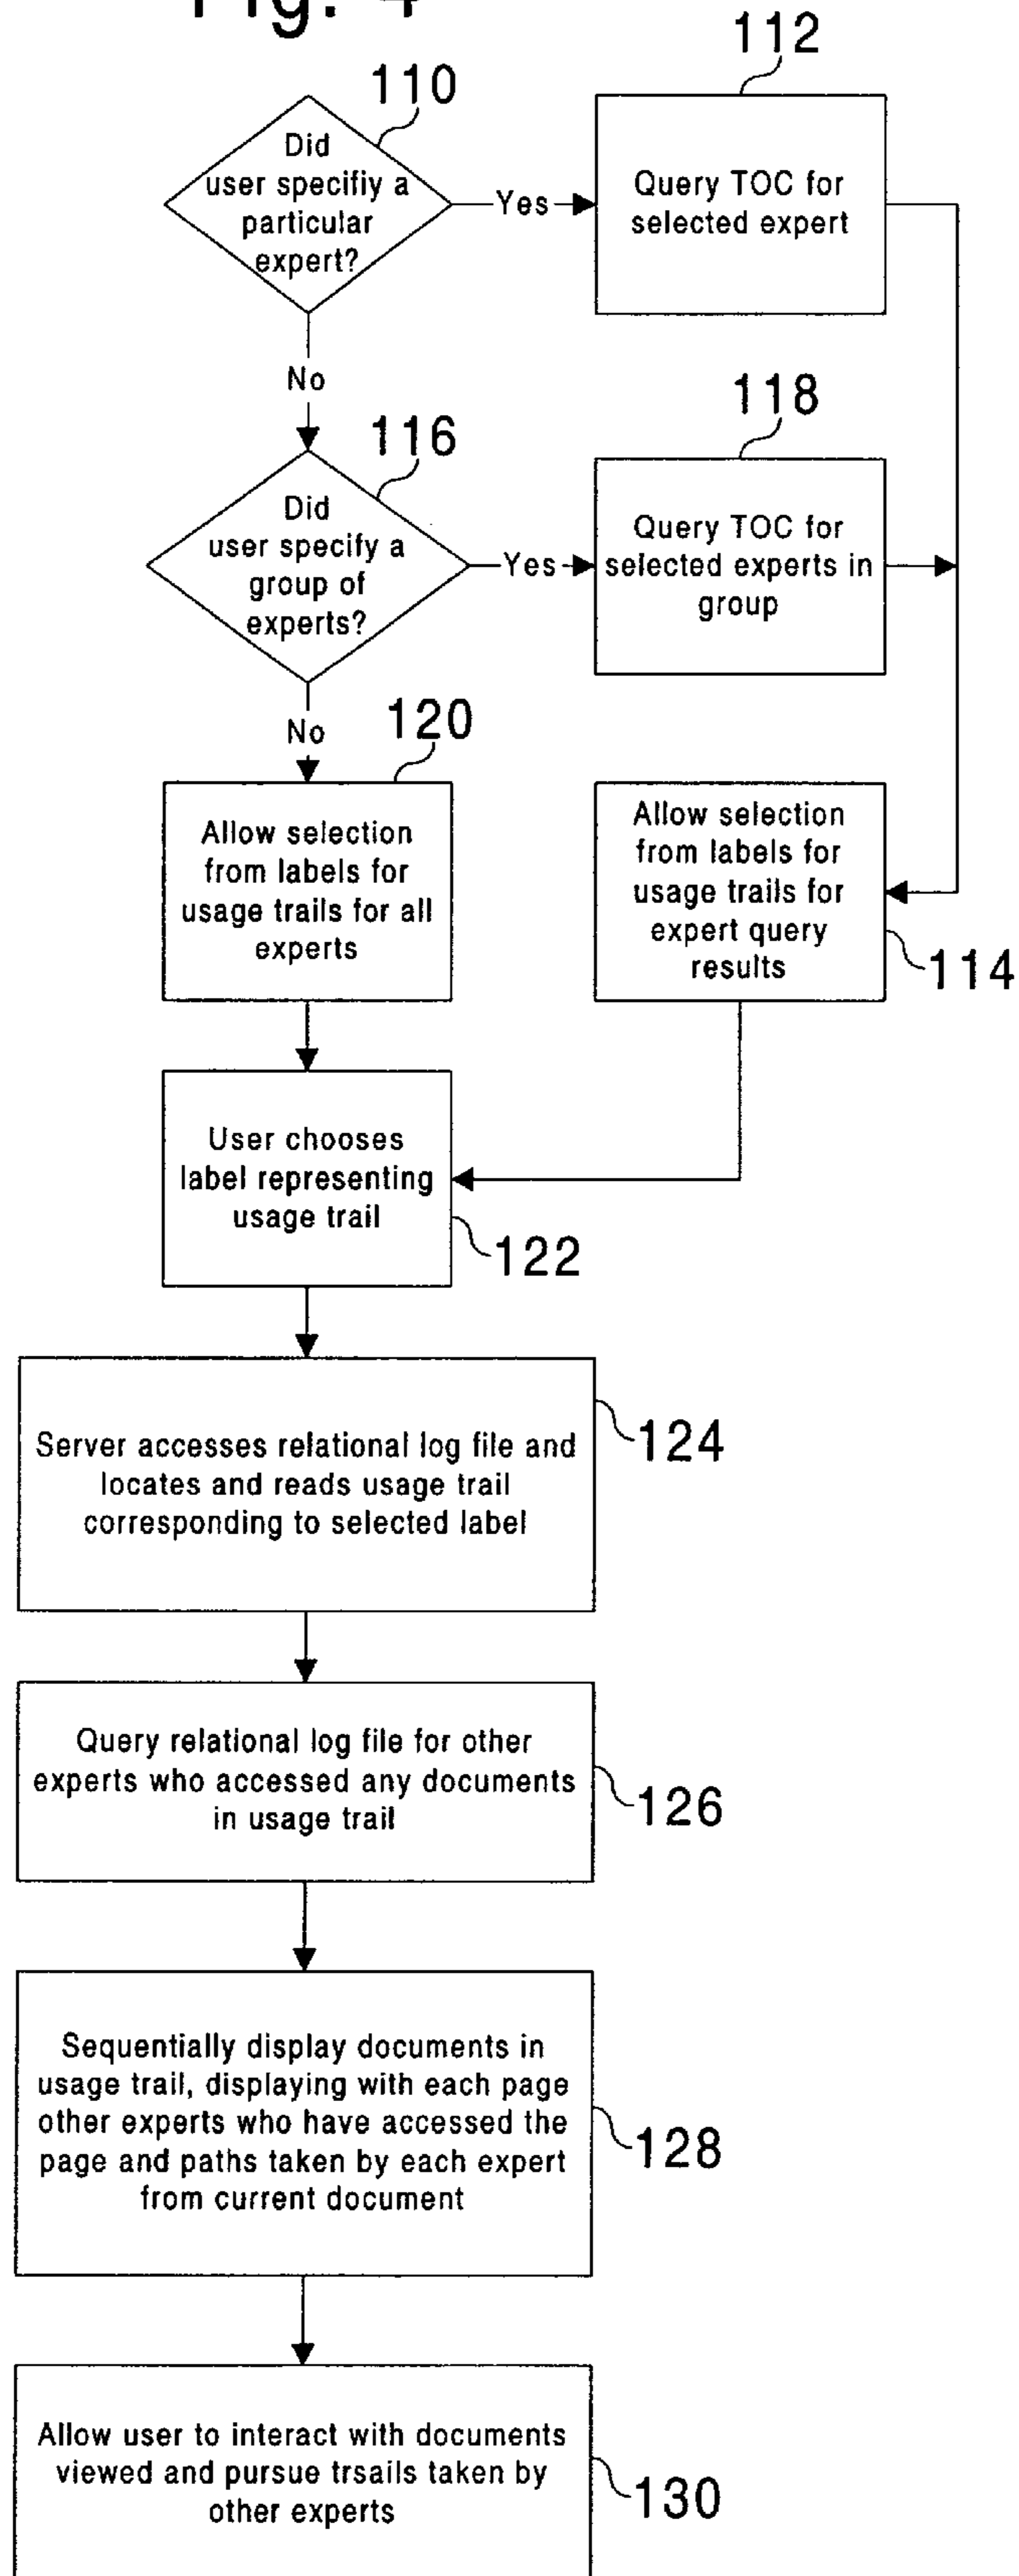 Fig. 4
110
Did
user specifiy a
particular
expert?
Yes
112
Query TOC for
selected expert
No
116
Did
user specify a
group of
experts?
Yes
118
Query TOC for
selected experts in
group
No
120
Allow selection
from labels for
usage trails for all
experts
Allow selection
from labels for
usage trails for
expert query
results
114
User chooses
label representing
usage trail
122
Server accesses relational log file and
locates and reads usage trail
corresponding to selected label
124
Query relational log file for other
experts who accessed any documents
in usage trail
126
Sequentially display documents in
usage trail, displaying with each page
other experts who have accessed the
page and paths taken by each expert
from current document
128
Allow user to interact with documents
viewed and pursue trsails taken by
other experts
130